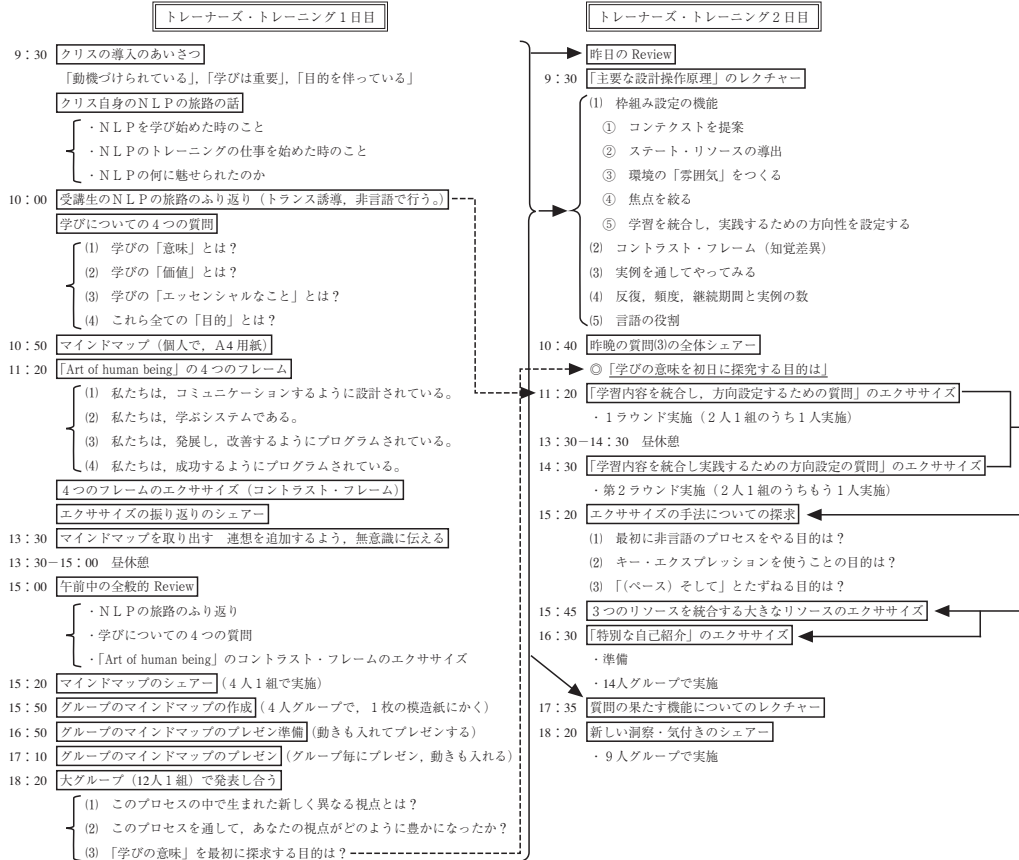 トレーナーズ・トレーニング1日目
9：30 クリスの導入のあいさつ
「動機づけられている」，「学びは重要」，「目的を伴っている」
クリス自身のＮＬＰの旅路の話
・ＮＬＰを学び始めた時のこと
・ＮＬＰのトレーニングの仕事を始めた時のこと
・ＮＬＰの何に魅せられたのか
10：00 受講生のＮＬＰの旅路のふり返り（トランス誘導，非言語で行う。）
学びについての４つの質問
⑴ 学びの「意味」とは？
⑵ 学びの「価値」とは？
⑶ 学びの「エッセンシャルなこと」とは？
⑷ これら全ての「目的」とは？
10：50 マインドマップ（個人で，Ａ4 用紙）
11：20 「Art of human being」の４つのフレーム
⑴ 私たちは，コミュニケーションするように設計されている。
⑵ 私たちは，学ぶシステムである。
⑶ 私たちは，発展し，改善するようにプログラムされている。
⑷ 私たちは，成功するようにプログラムされている。
４つのフレームのエクササイズ（コントラスト・フレーム）
エクササイズの振り返りのシェアー
13：30 マインドマップを取り出す　連想を追加するよう，無意識に伝える
13：30－15：00　昼休憩
15：00 午前中の全般的 Review
・ＮＬＰの旅路のふり返り
・学びについての４つの質問
・「Art of human being」のコントラスト・フレームのエクササイズ
15：20 マインドマップのシェアー（４人１組で実施）
15：50 グループのマインドマップの作成（４人グループで，１枚の模造紙にかく）
16：50 グループのマインドマップのプレゼン準備（動きも入れてプレゼンする）
17：10 グループのマインドマップのプレゼン（グループ毎にプレゼン，動きも入れる）
18：20 大グループ（12人１組）で発表し合う
⑴ このプロセスの中で生まれた新しく異なる視点とは？
⑵ このプロセスを通して，あなたの視点がどのように豊かになったか？
⑶ 「学びの意味」を最初に探求する目的は？
トレーナーズ・トレーニング２日目
昨日の Review
9：30 「主要な設計操作原理」のレクチャー
⑴ 枠組み設定の機能
① コンテクストを提案
② ステート・リソースの導出
③ 環境の「雰囲気」をつくる
④ 焦点を絞る
⑤ 学習を統合し，実践するための方向性を設定する
⑵ コントラスト・フレーム（知覚差異）
⑶ 実例を通してやってみる
⑷ 反復，頻度，継続期間と実例の数
⑸ 言語の役割
10：40 昨晩の質問⑶の全体シェアー
◎「学びの意味を初日に探究する目的は」
11：20 「学習内容を統合し，方向設定するための質問」のエクササイズ
・１ラウンド実施（２人１組のうち１人実施）
13：30－14：30　昼休憩
14：30 「学習内容を統合し実践するための方向設定の質問」のエクササイズ
・第２ラウンド実施（２人１組のうちもう１人実施）
15：20 エクササイズの手法についての探求
⑴ 最初に非言語のプロセスをやる目的は？
⑵ キー・エクスプレッションを使うことの目的は？
⑶ 「（ペース）そして」とたずねる目的は？
15：45 ３つのリソースを統合する大きなリソースのエクササイズ
16：30 「特別な自己紹介」のエクササイズ
・準備
・14人グループで実施
17：35 質問の果たす機能についてのレクチャー
18：20 新しい洞察・気付きのシェアー
・９人グループで実施